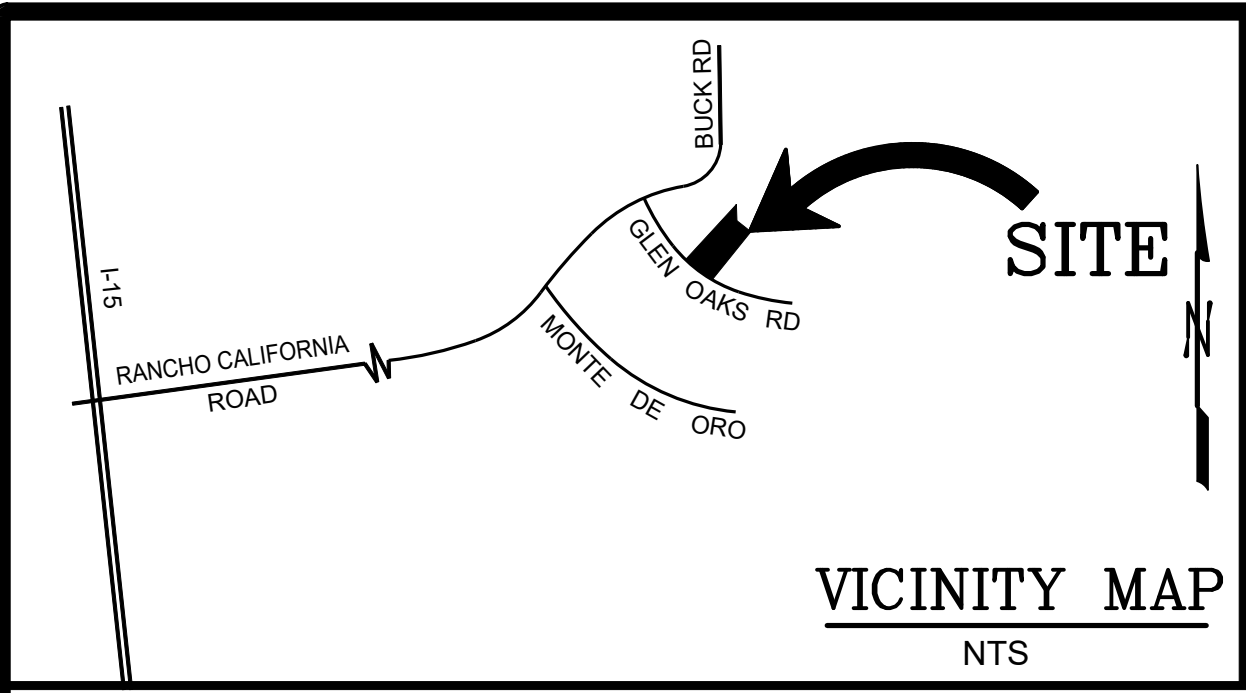 BUCK RD
GLEN OAKS RD
SITE
I-15
N
RANCHO CALIFORNIA
ROAD
MONTE DE ORO
VICINITY MAP
NTS